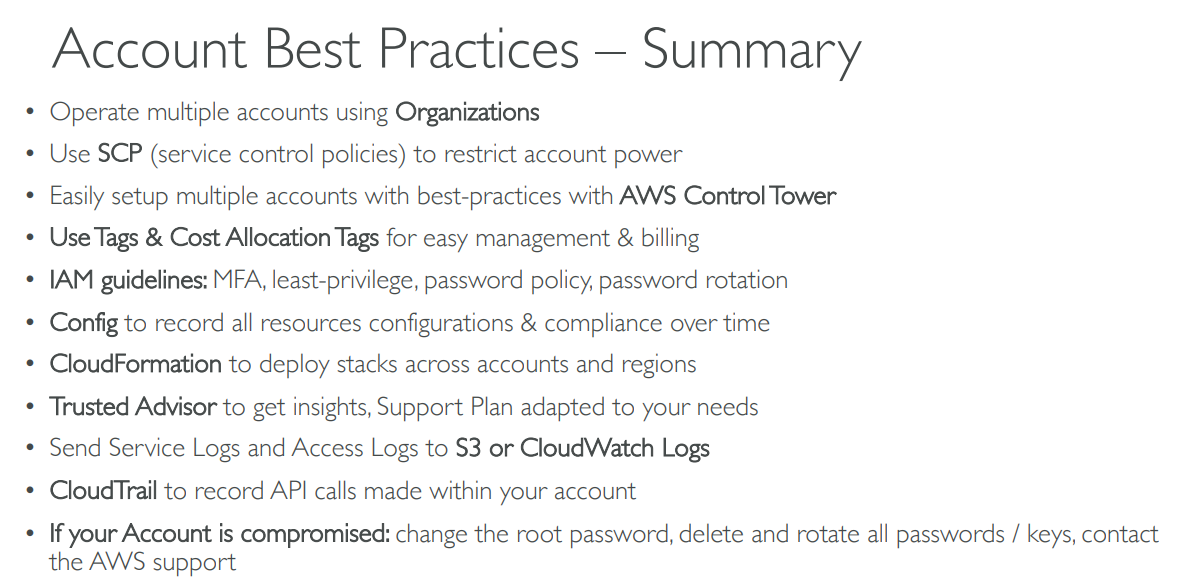 Account Best Practices – Summary
• Operate multiple accounts using Organizations
• Use SCP (service control policies) to restrict account power
• Easily setup multiple accounts with best-practices with AWS Control Tower
• Use Tags & Cost Allocation Tags for easy management & billing
• IAM guidelines: MFA, least-privilege, password policy, password rotation
• Config to record all resources configurations & compliance over time
• CloudFormation to deploy stacks across accounts and regions
• Trusted Advisor to get insights, Support Plan adapted to your needs
• Send Service Logs and Access Logs to S3 or CloudWatch Logs
• CloudTrail to record API calls made within your account
• If your Account is compromised: change the root password, delete and rotate all passwords / keys, contact
the AWS support